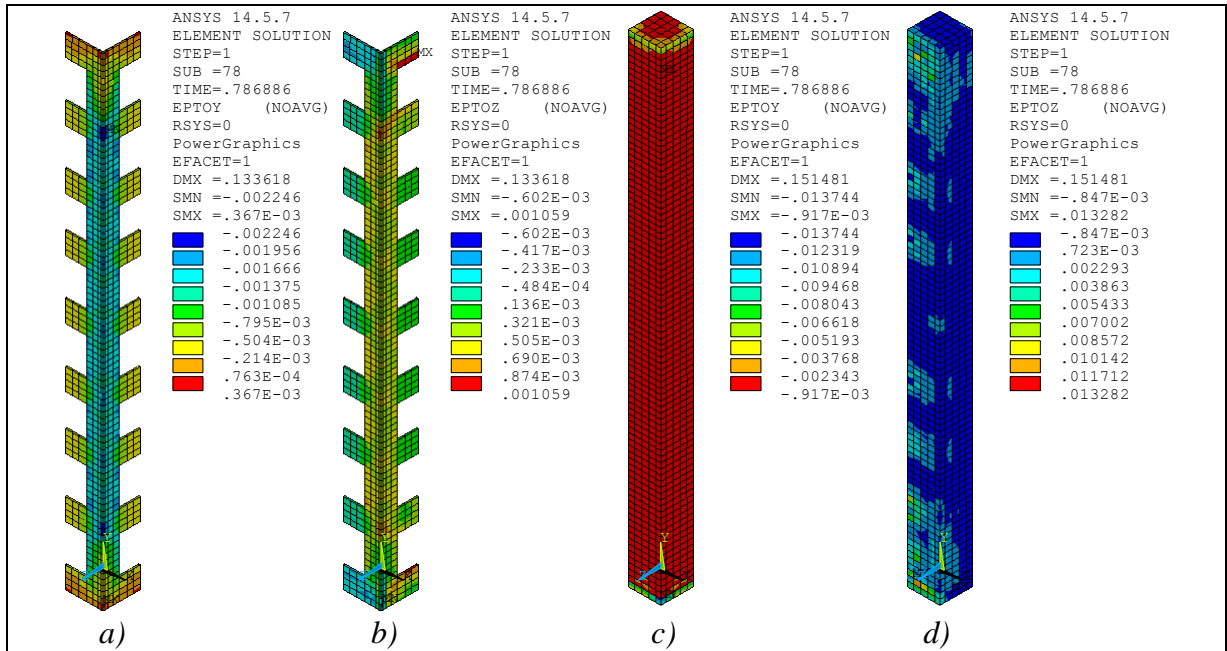 ANSYS 14.5.7
ELEMENT SOLUTION
STEP=1
SUB =78
TIME=.786886
EPTOY (NOAVG)
RSYS=0
PowerGraphics
EFACET=1
DMX =.133618
SMN =-.002246
SMX =.367E-03
-.002246
-.001956
-.001666
-.001375
-.001085
-.795E-03
-.504E-03
-.214E-03
.763E-04
.367E-03
Y
a)
MX
ANSYS 14.5.7
ELEMENT SOLUTION
STEP=1
SUB =78
TIME=.786886
EPTOZ (NOAVG)
RSYS=0
PowerGraphics
EFACET=1
DMX =.133618
SMN =-.602E-03
SMX =.001059
-.602E-03
-.417E-03
-.233E-03
-.484E-04
.136E-03
.321E-03
.505E-03
.690E-03
.874E-03
.001059
Y
b)
ANSYS 14.5.7
ELEMENT SOLUTION
STEP=1
SUB =78
TIME=.786886
EPTOY (NOAVG)
RSYS=0
PowerGraphics
EFACET=1
DMX =.151481
SMN =-.013744
SMX =-.917E-03
-.013744
-.012319
-.010894
-.009468
-.008043
-.006618
-.005193
-.003768
-.002343
-.917E-03
Y
c)
ANSYS 14.5.7
ELEMENT SOLUTION
STEP=1
SUB =78
TIME=.786886
EPTOZ (NOAVG)
RSYS=0
PowerGraphics
EFACET=1
DMX =.151481
SMN =-.847E-03
SMX =.013282
-.847E-03
.723E-03
.002293
.003863
.005433
.007002
.008572
.010142
.011712
.013282
Y
d)